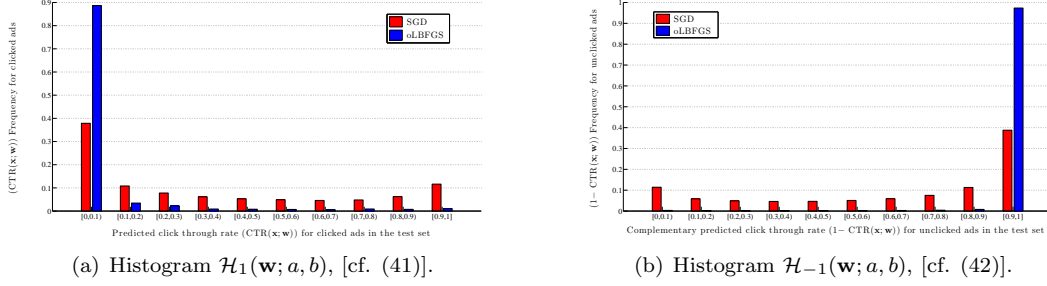 0.9
0.8
0.7
0.6
0.5
0.4
0.3
0.2
0.1
0
SGD
oLBFGS
(CTR(x; w)) Frequency for clicked ads
[0,0.1) [0.1,0.2) [0.2,0.3) [0.3,0.4) [0.4,0.5) [0.5,0.6) [0.6,0.7) [0.7,0.8) [0.8,0.9) [0.9,1]
Predicted click through rate (CTR(x; w)) for clicked ads in the test set
(a) Histogram H₁(w; a, b), [cf. (41)].
1
0.9
0.8
0.7
0.6
0.5
0.4
0.3
0.2
0.1
0
SGD
oLBFGS
(1− CTR(x; w)) Frequency for unclicked ads
[0,0.1) [0.1,0.2) [0.2,0.3) [0.3,0.4) [0.4,0.5) [0.5,0.6) [0.6,0.7) [0.7,0.8) [0.8,0.9) [0.9,1]
Complementary predicted click through rate (1− CTR(x; w)) for unclicked ads in the test set
(b) Histogram H₋₁(w; a, b), [cf. (42)].